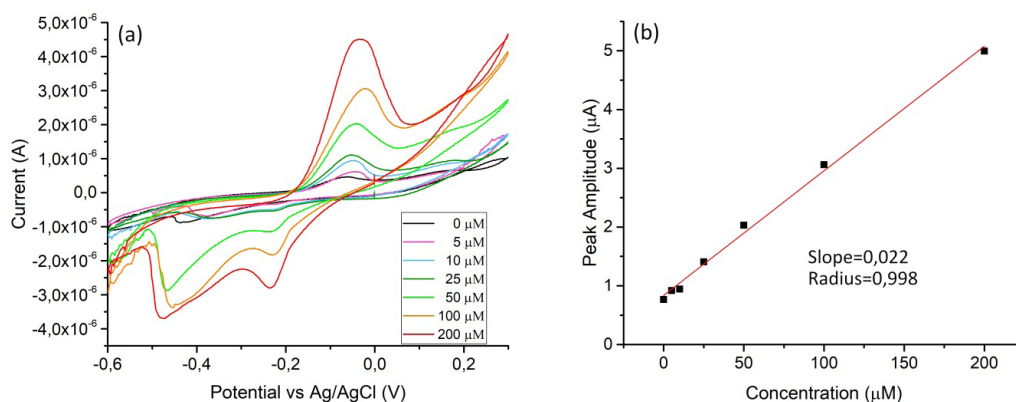 (a)
5,0x10⁻⁶
4,0x10⁻⁶
3,0x10⁻⁶
2,0x10⁻⁶
1,0x10⁻⁶
0,0
-1,0x10⁻⁶
-2,0x10⁻⁶
-3,0x10⁻⁶
-4,0x10⁻⁶
Current (A)
-0,6
-0,4
-0,2
0,0
0,2
Potential vs Ag/AgCl (V)
0 μM
5 μM
10 μM
25 μM
50 μM
100 μM
200 μM
(b)
5
4
3
2
1
0
Peak Amplitude (μA)
Slope=0,022
Radius=0,998
0
50
100
150
200
Concentration (μM)